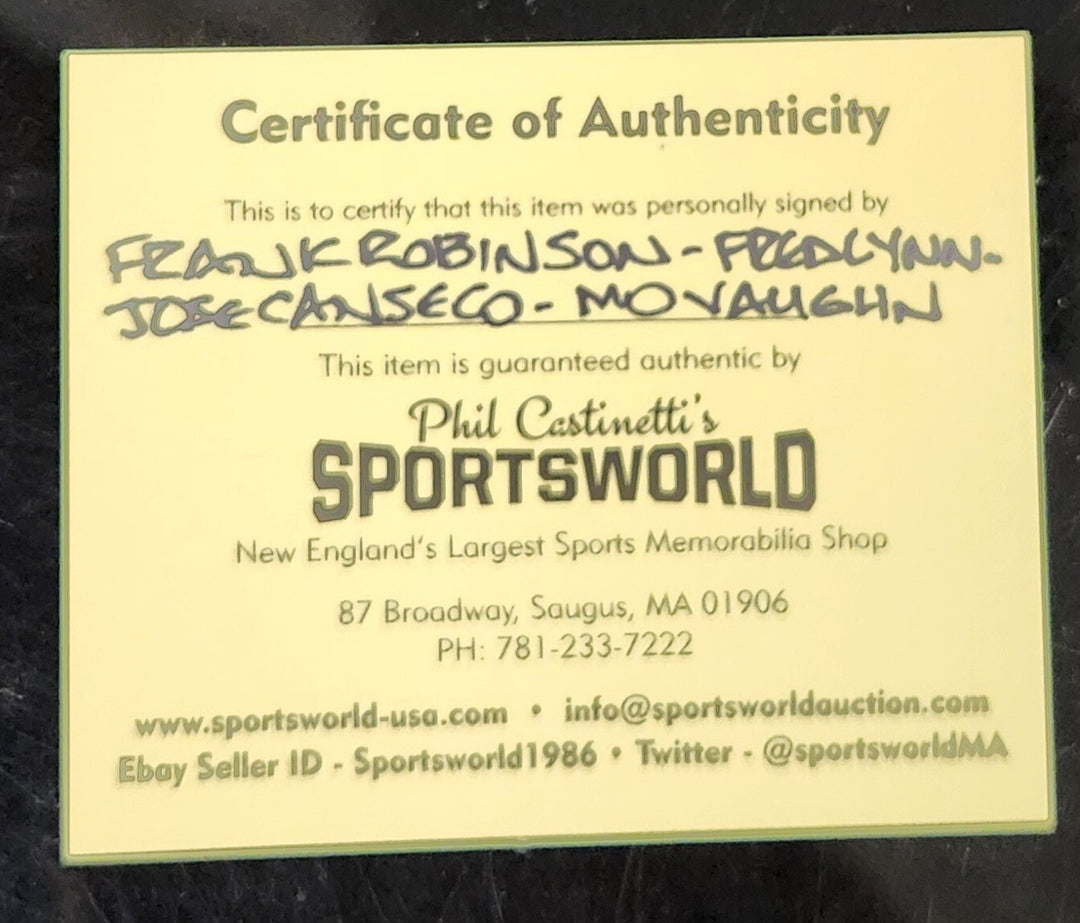 Certificate of Authenticity
This is to certify that this item was personally signed by
FRANK ROBINSON - FRED LYNN -
JOSE CANSECO - MO VAUGHN
This item is guaranteed authentic by
Phil Castinetti's
SPORTSWORLD
New England's Largest Sports Memorabilia Shop
87 Broadway, Saugus, MA 01906
PH: 781-233-7222
www.sportsworld-usa.com • info@sportsworldauction.com
Ebay Seller ID - Sportsworld1986 • Twitter - @sportsworldMA